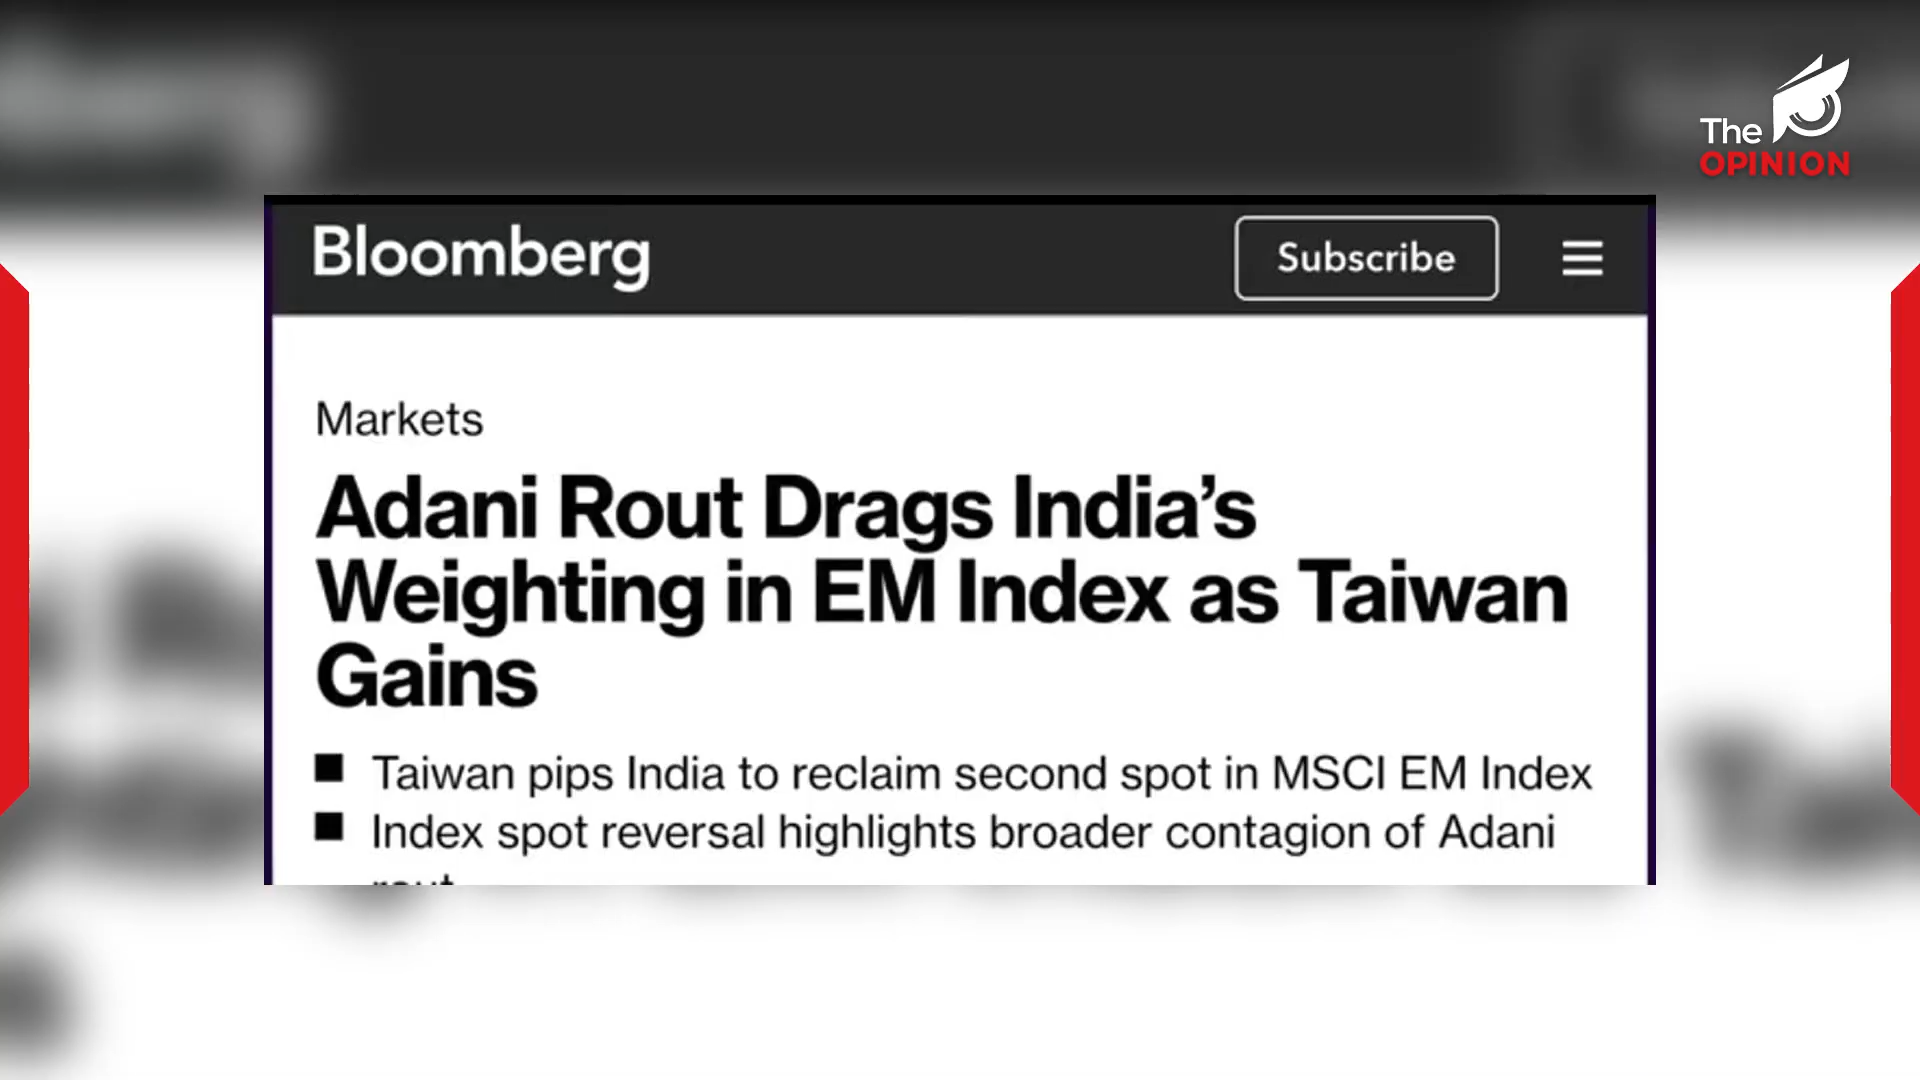 The
OPINION
Bloomberg
Subscribe
Markets
Adani Rout Drags India’s
Weighting in EM Index as Taiwan
Gains
■ Taiwan pips India to reclaim second spot in MSCI EM Index
■ Index spot reversal highlights broader contagion of Adani
rout